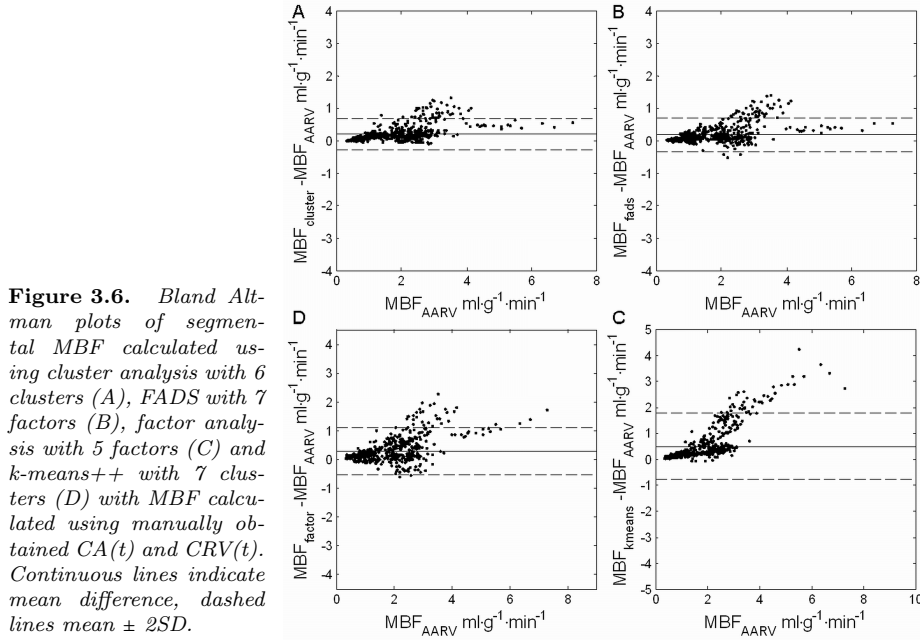 Figure 3.6. Bland Alt-
man plots of segmen-
tal MBF calculated us-
ing cluster analysis with 6
clusters (A), FADS with 7
factors (B), factor analy-
sis with 5 factors (C) and
k-means++ with 7 clus-
ters (D) with MBF calcu-
lated using manually ob-
tained CA(t) and CRV(t).
Continuous lines indicate
mean difference, dashed
lines mean ± 2SD.
A
MBFcluster -MBFAARV ml·g-1·min-1
4
3
2
1
0
-1
-2
-3
-4
0 2 4 6 8
MBFAARV ml·g-1·min-1
B
MBFfads -MBFAARV ml·g-1·min-1
4
3
2
1
0
-1
-2
-3
-4
0 2 4 6 8
MBFAARV ml·g-1·min-1
D
MBFfactor -MBFAARV ml·g-1·min-1
4
3
2
1
0
-1
-2
-3
-4
0 2 4 6 8
MBFAARV ml·g-1·min-1
C
MBFkmeans -MBFAARV ml·g-1·min-1
5
4
3
2
1
0
-1
-2
-3
-4
-5
0 2 4 6 8 10
MBFAARV ml·g-1·min-1